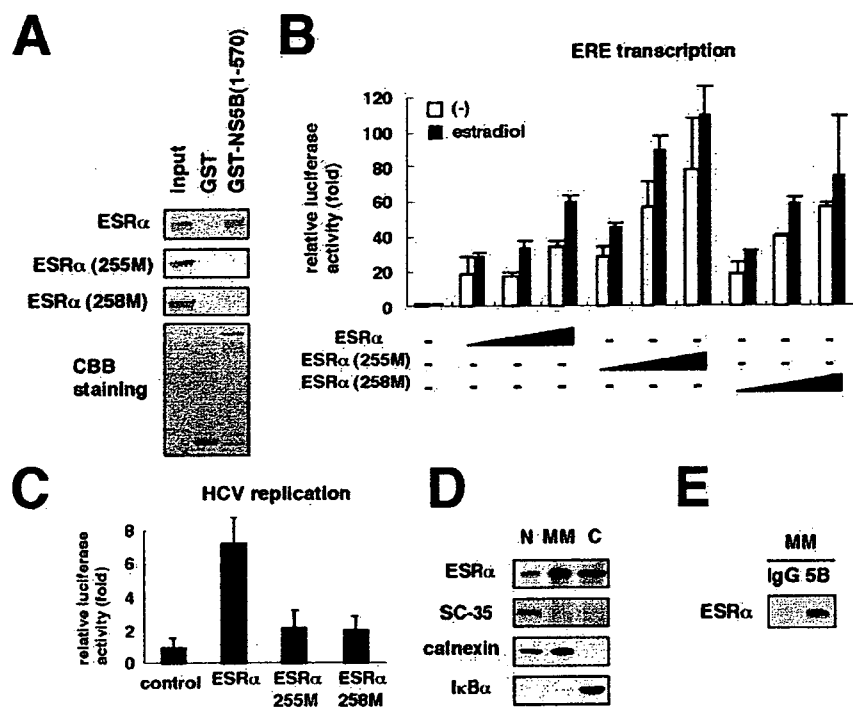 A
Input
GST
GST-NS5B(1-570)
ESRα
ESRα (255M)
ESRα (258M)
CBB
staining
B
ERE transcription
relative luciferase
activity (fold)
120
100
80
60
40
20
0
(-)
estradiol
ESRα - - - - - - -
ESRα (255M) - - - - - - -
ESRα (258M) - - - - - - -
C
HCV replication
relative luciferase
activity (fold)
8
6
4
2
0
control
ESRα
ESRα
255M
ESRα
258M
D
N MM C
ESRα
SC-35
calnexin
IκBα
E
MM
IgG 5B
ESRα